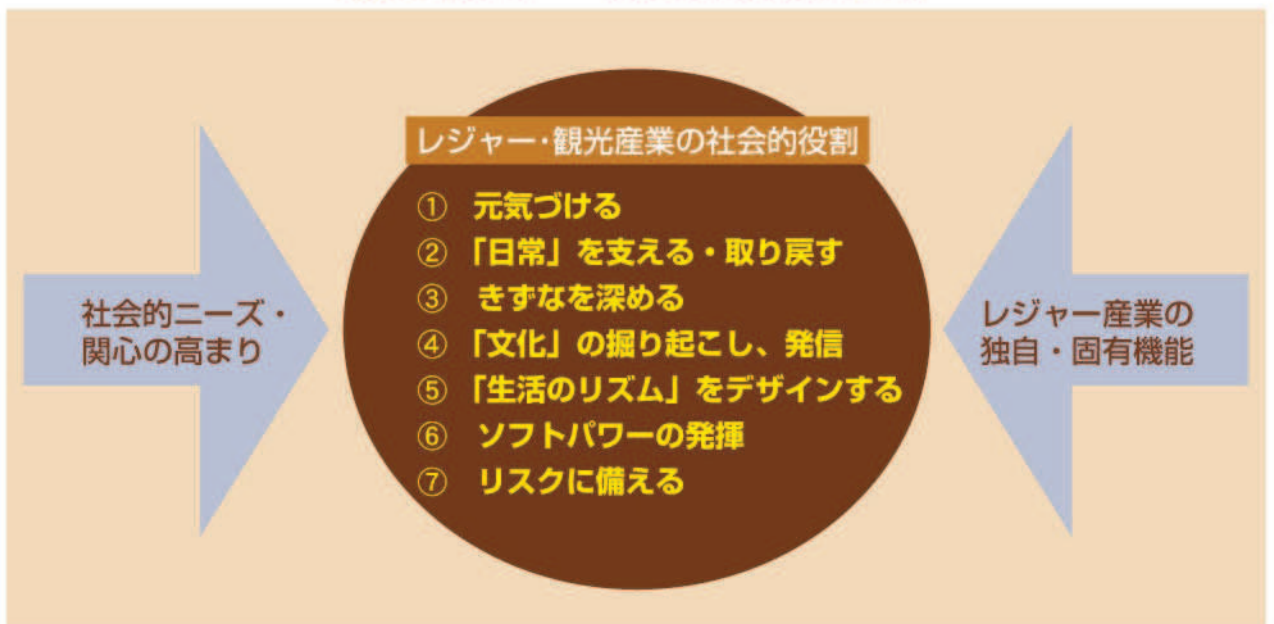 レジャー・観光産業の社会的役割
① 元気づける
② 「日常」を支える・取り戻す
③ きずなを深める
④ 「文化」の掘り起こし、発信
⑤ 「生活のリズム」をデザインする
⑥ ソフトパワーの発揮
⑦ リスクに備える
社会的ニーズ・
関心の高まり
レジャー産業の
独自・固有機能